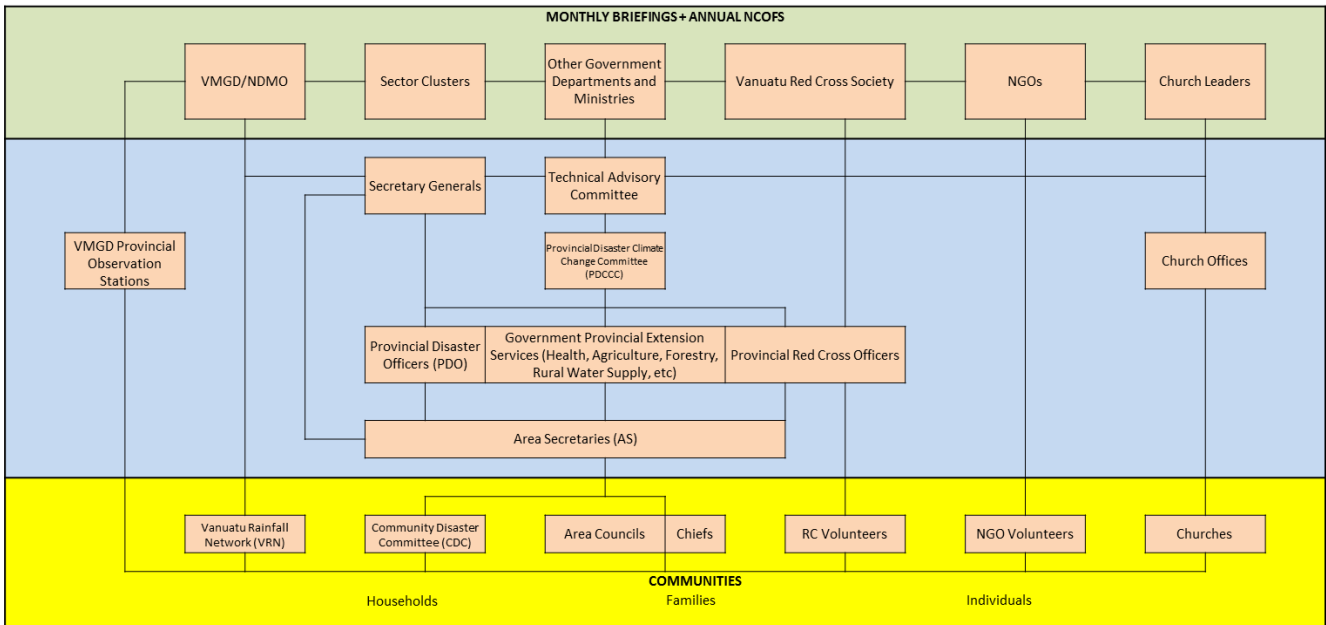 MONTHLY BRIEFINGS + ANNUAL NCOFS
VMGD/NDMO
Sector Clusters
Other Government
Departments and
Ministries
Vanuatu Red Cross Society
NGOs
Church Leaders
Secretary Generals
Technical Advisory
Committee
VMGD Provincial
Observation
Stations
Provincial Disaster Climate
Change Committee
(PDCCC)
Church Offices
Provincial Disaster
Officers (PDO)
Government Provincial Extension
Services (Health, Agriculture, Forestry,
Rural Water Supply, etc)
Provincial Red Cross Officers
Area Secretaries (AS)
Vanuatu Rainfall
Network (VRN)
Community Disaster
Committee (CDC)
Area Councils
Chiefs
RC Volunteers
NGO Volunteers
Churches
COMMUNITIES
Households
Families
Individuals